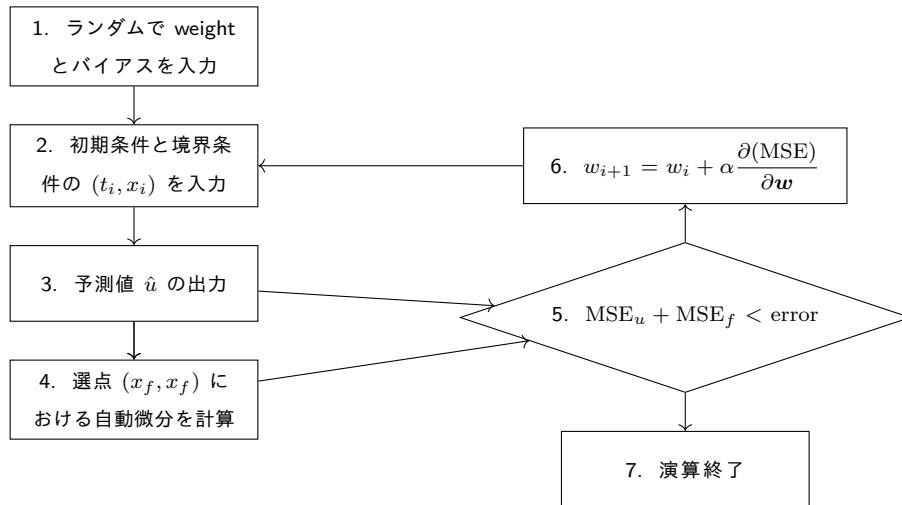 1. ランダムで weight
とバイアスを入力
2. 初期条件と境界条
件の (t_i, x_i) を入力
3. 予測値 û の出力
4. 選点 (x_f, x_f) に
おける自動微分を計算
5. MSE_u + MSE_f < error
6. w_{i+1} = w_i + α ∂(MSE)/∂w
7. 演算終了